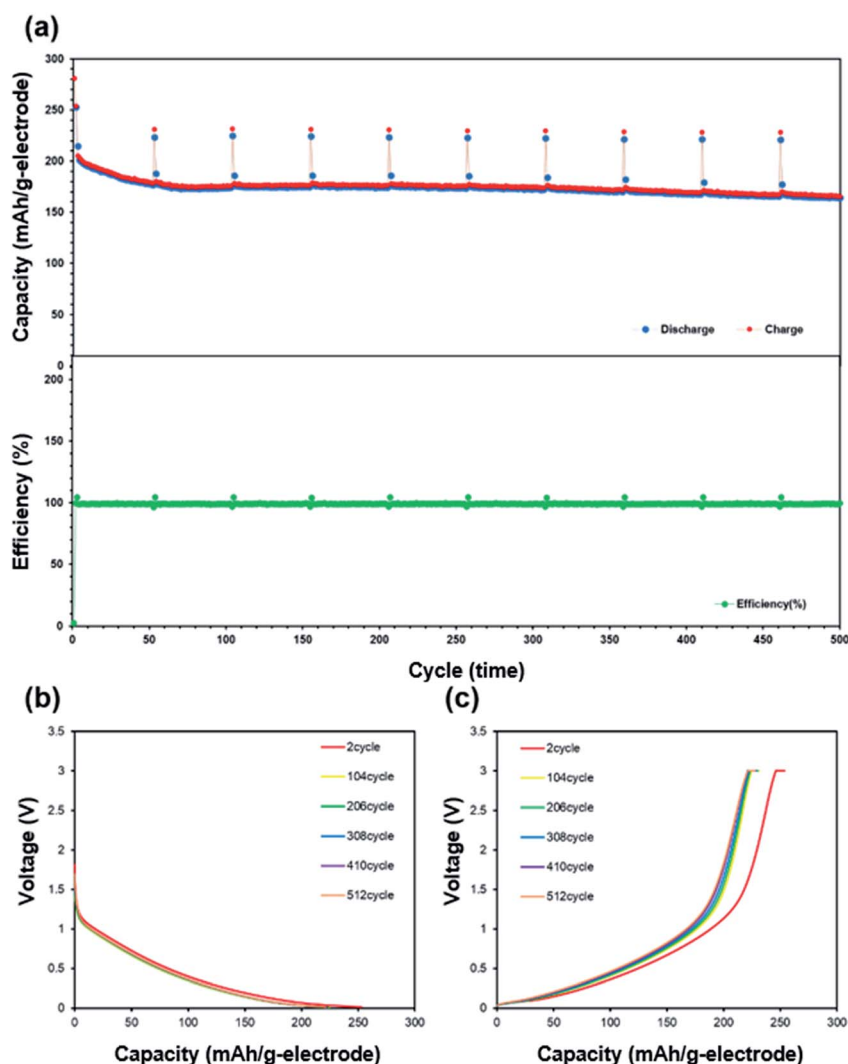 (a)
Capacity (mAh/g-electrode)
300
250
200
150
100
50
0
Discharge Charge
Efficiency (%)
200
150
100
50
0
Efficiency(%)
0 50 100 150 200 250 300 350 400 450 500
Cycle (time)
(b)
Voltage (V)
3.5
3
2.5
2
1.5
1
0.5
0
2cycle
104cycle
206cycle
308cycle
410cycle
512cycle
0 50 100 150 200 250 300
Capacity (mAh/g-electrode)
(c)
Voltage (V)
3.5
3
2.5
2
1.5
1
0.5
0
2cycle
104cycle
206cycle
308cycle
410cycle
512cycle
0 50 100 150 200 250 300
Capacity (mAh/g-electrode)